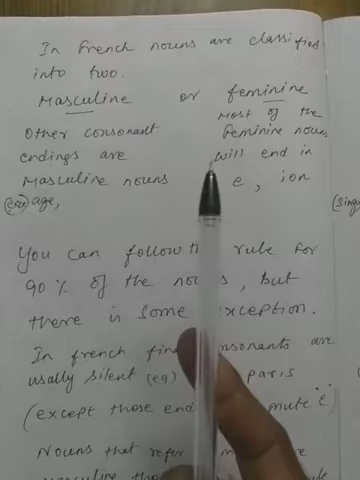 In French nouns are classified
into two.
Masculine or feminine
Other consonant
endings are
Masculine nouns
(exc) age,
Most of the
feminine nouns
will end in
e, ion
(Singu
You can follow the rule for
90% of the nouns, but
there is some exception.
In french final consonants are
usally silent (eg) paris
(except those end mute Ë
Nouns that refer
masculine